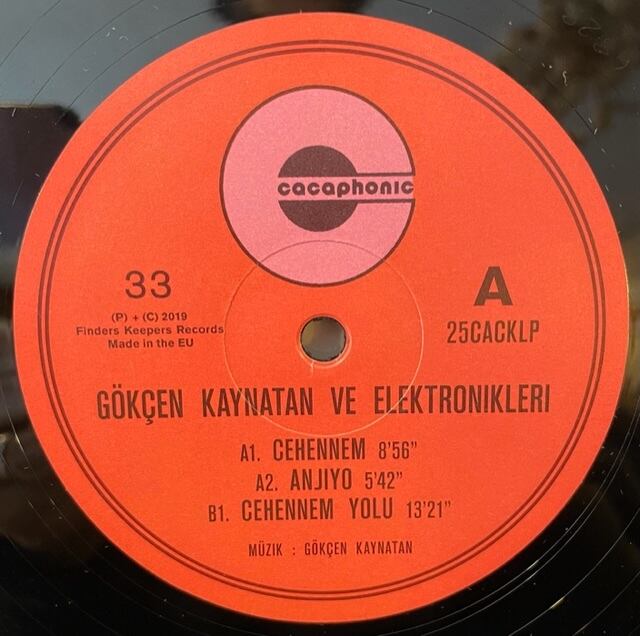 cacaphonic
33
A
(P) + (C) 2019
Finders Keepers Records
Made in the EU
25CACKLP
GÖKÇEN KAYNATAN VE ELEKTRONIKLERI
A1. CEHENNEM 8'56"
A2. ANJIYO 5'42"
B1. CEHENNEM YOLU 13'21"
MÜZIK : GÖKÇEN KAYNATAN